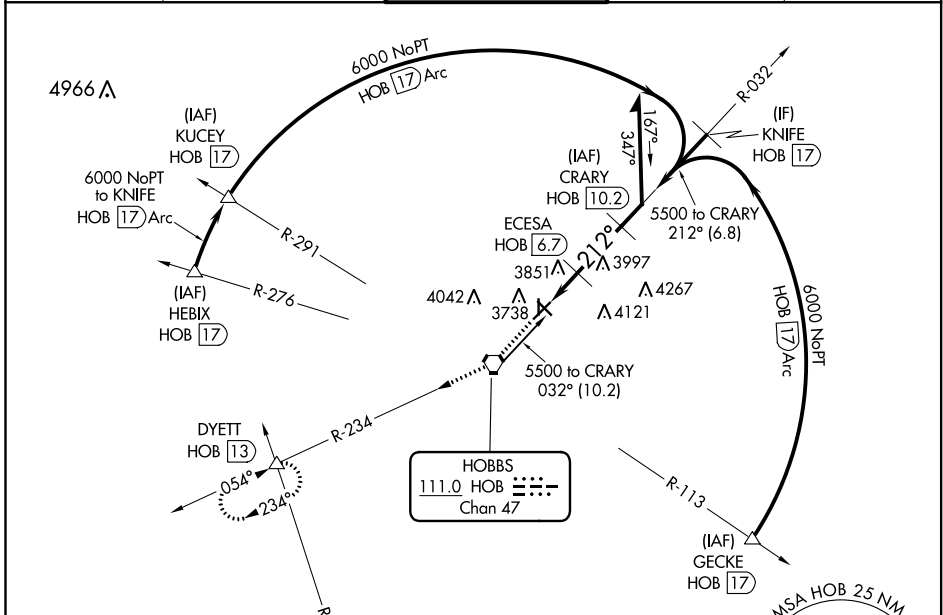 4966
6000 NoPT
HOB 17 Arc
R-032
(IAF)
KUCEY
HOB 17
(IF)
KNIFE
HOB 17
167°
347°
(IAF)
CRARY
HOB 10.2
6000 NoPT
to KNIFE
HOB 17 Arc
ECESA
HOB 6.7
5500 to CRARY
212° (6.8)
R-291
212°
3851
3997
R-276
4042
3738
4267
4121
(IAF)
HEBIX
HOB 17
6000 NoPT
HOB 17 Arc
5500 to CRARY
032° (10.2)
DYETT
HOB 13
R-234
054°
234°
HOBBS
111.0 HOB
Chan 47
R-113
(IAF)
GECKE
HOB 17
R
MSA HOB 25 NM